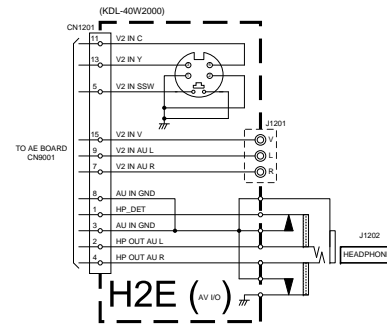 (KDL-40W2000)
CN1201
11 V2 IN C
13 V2 IN Y
5 V2 IN SSW
J1201
15 V2 IN V V
9 V2 IN AU L L
7 V2 IN AU R R
TO AE BOARD
CN9001
8 AU IN GND
1 HP_DET
3 AU IN GND
2 HP OUT AU L
4 HP OUT AU R
J1202
HEADPHONE
H2E (AV I/O)